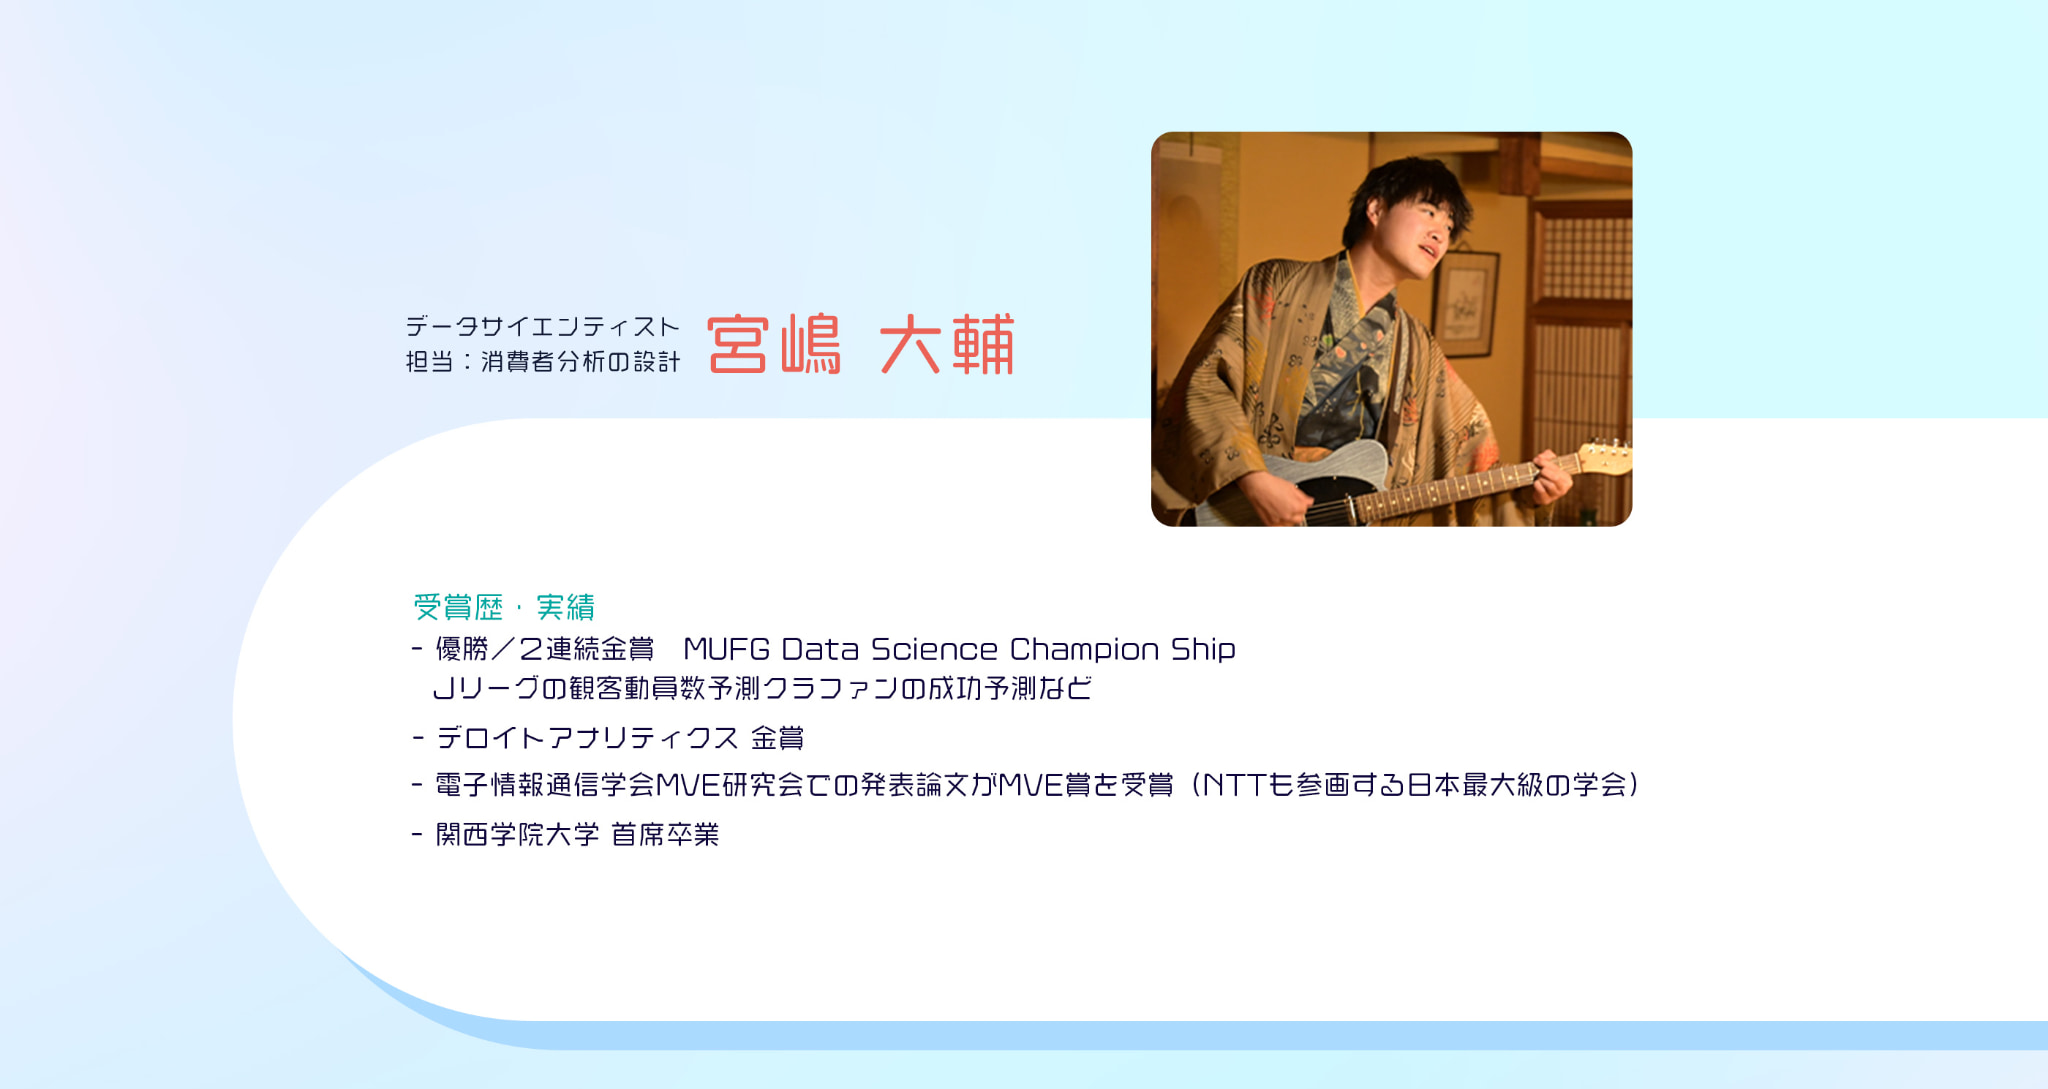 データサイエンティスト
担当：消費者分析の設計
宮嶋 大輔
受賞歴・実績
- 優勝／２連続金賞　MUFG Data Science Champion Ship
Jリーグの観客動員数予測クラファンの成功予測など
- デロイトアナリティクス 金賞
- 電子情報通信学会MVE研究会での発表論文がMVE賞を受賞（NTTも参画する日本最大級の学会）
- 関西学院大学 首席卒業